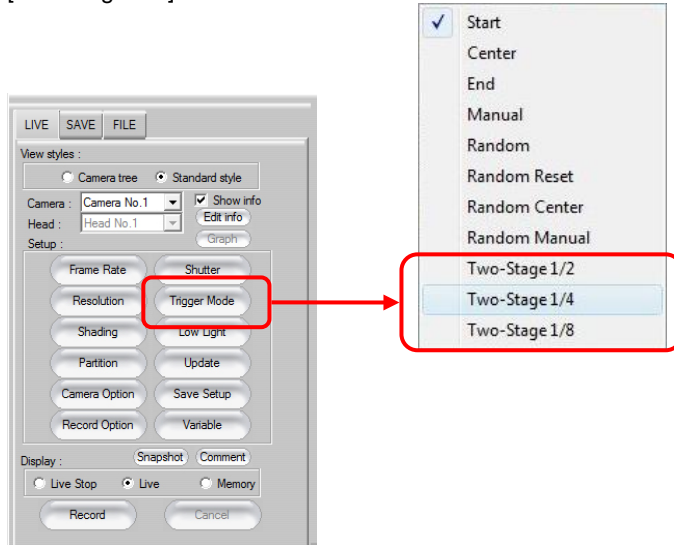 LIVE SAVE FILE
View styles :
Camera tree Standard style
Camera : Camera No.1 Show info
Head : Head No.1 Edit info
Setup : Graph
Frame Rate Shutter
Resolution Trigger Mode
Shading Low Light
Partition Update
Camera Option Save Setup
Record Option Variable
Display : Snapshot Comment
Live Stop Live Memory
Record Cancel
Start
Center
End
Manual
Random
Random Reset
Random Center
Random Manual
Two-Stage 1/2
Two-Stage 1/4
Two-Stage 1/8